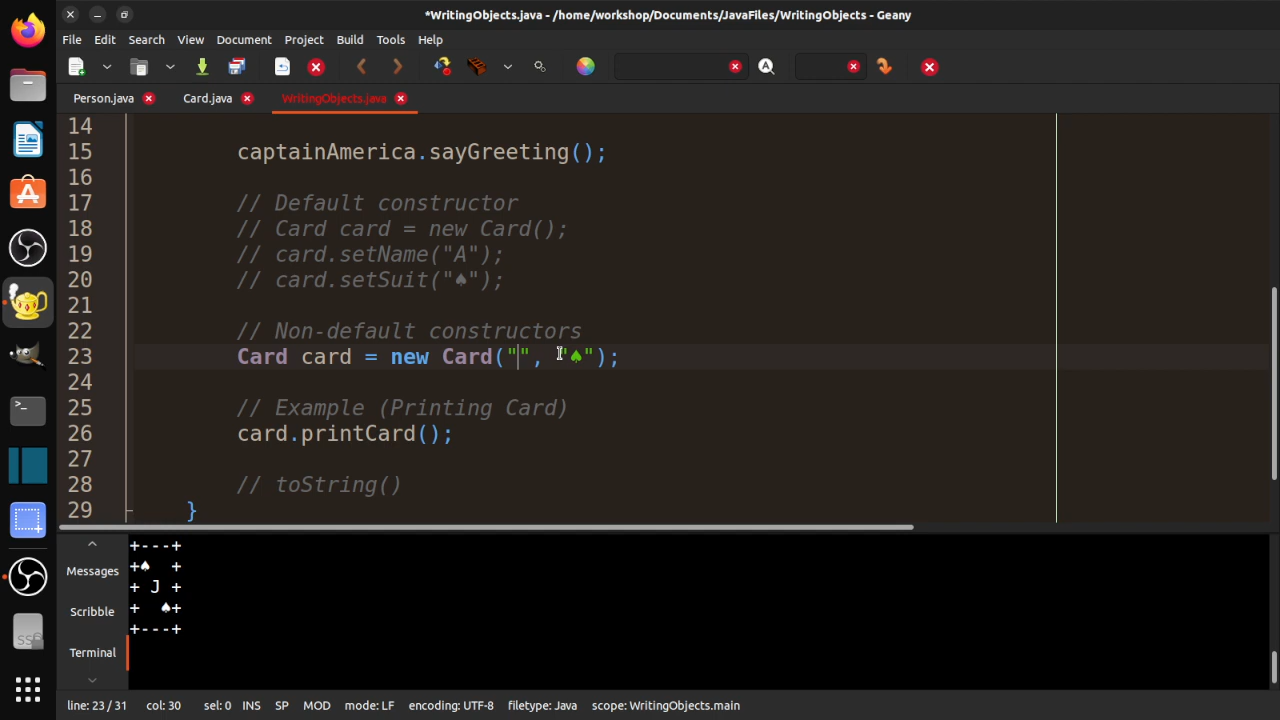 *WritingObjects.java - /home/workshop/Documents/JavaFiles/WritingObjects - Geany
File Edit Search View Document Project Build Tools Help
Person.java Card.java WritingObjects.java
14
15 captainAmerica.sayGreeting();
16
17 // Default constructor
18 // Card card = new Card();
19 // card.setName("A");
20 // card.setSuit("♠");
21
22 // Non-default constructors
23 Card card = new Card("", "♠");
24
25 // Example (Printing Card)
26 card.printCard();
27
28 // toString()
29 }
Messages
Scribble
Terminal
+---+
+♠  +
+ J +
+  ♠+
+---+
line: 23 / 31 col: 30 sel: 0 INS SP MOD mode: LF encoding: UTF-8 filetype: Java scope: WritingObjects.main